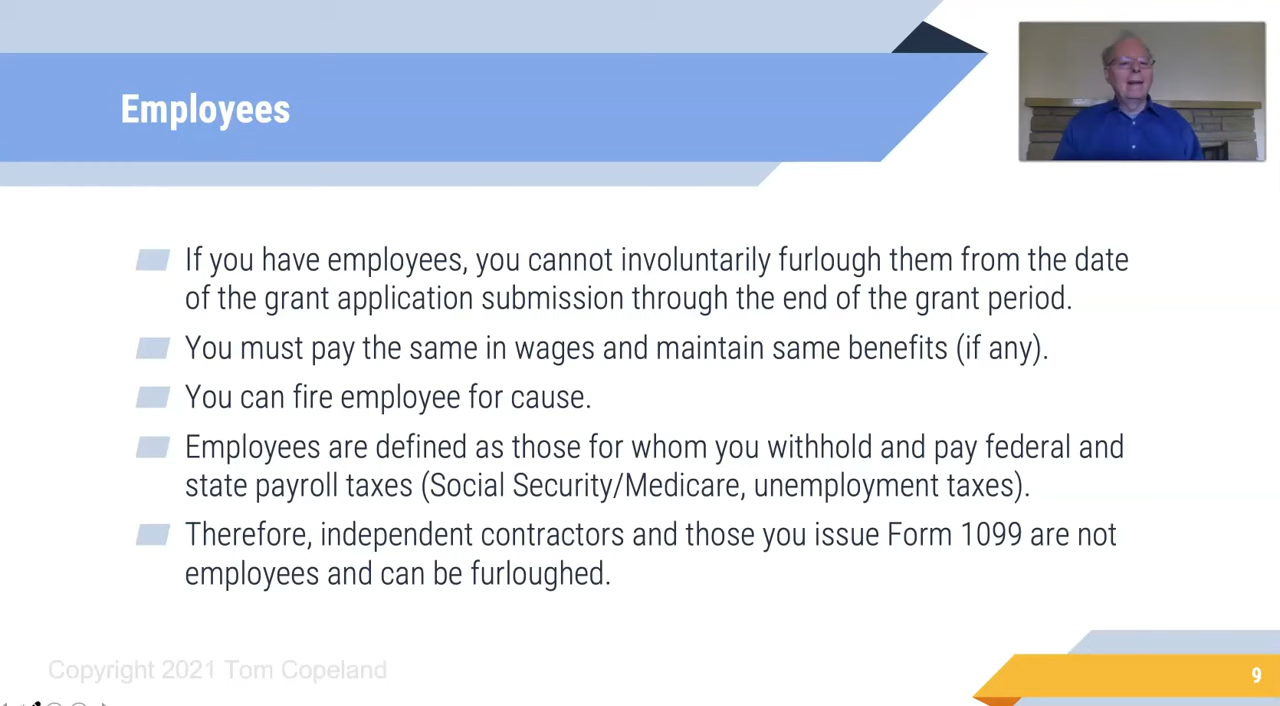 Employees
If you have employees, you cannot involuntarily furlough them from the date
of the grant application submission through the end of the grant period.
You must pay the same in wages and maintain same benefits (if any).
You can fire employee for cause.
Employees are defined as those for whom you withhold and pay federal and
state payroll taxes (Social Security/Medicare, unemployment taxes).
Therefore, independent contractors and those you issue Form 1099 are not
employees and can be furloughed.
Copyright 2021 Tom Copeland
9